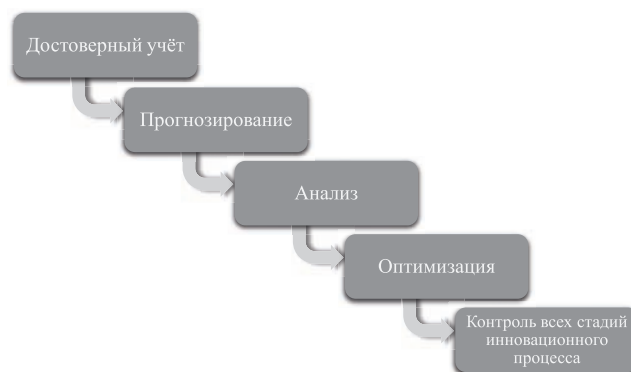 Достоверный учёт
Прогнозирование
Анализ
Оптимизация
Контроль всех стадий
инновационного
процесса